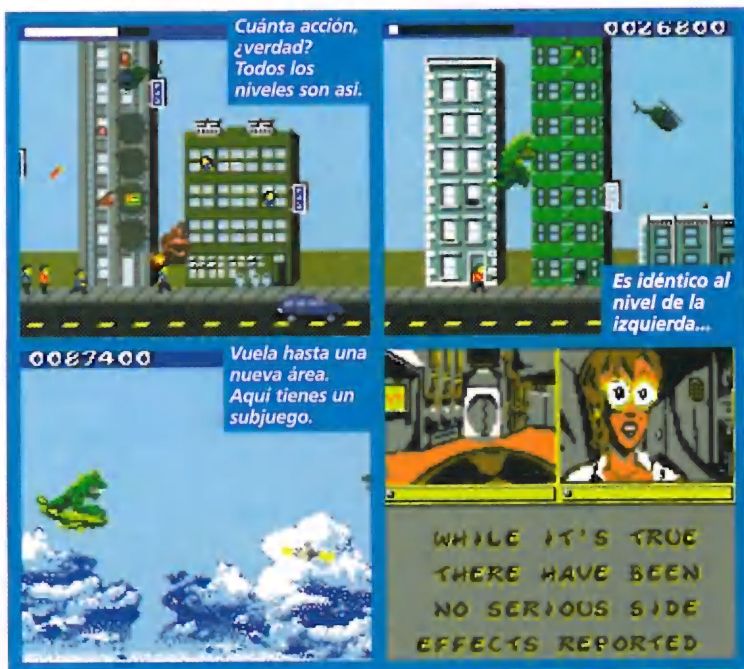 Cuánta acción,
¿verdad?
Todos los
niveles son así.
0026800
Es idéntico al
nivel de la
izquierda...
0087400
Vuela hasta una
nueva área.
Aquí tienes un
subjuego.
WHILE IT'S TRUE
THERE HAVE BEEN
NO SERIOUS SIDE
EFFECTS REPORTED